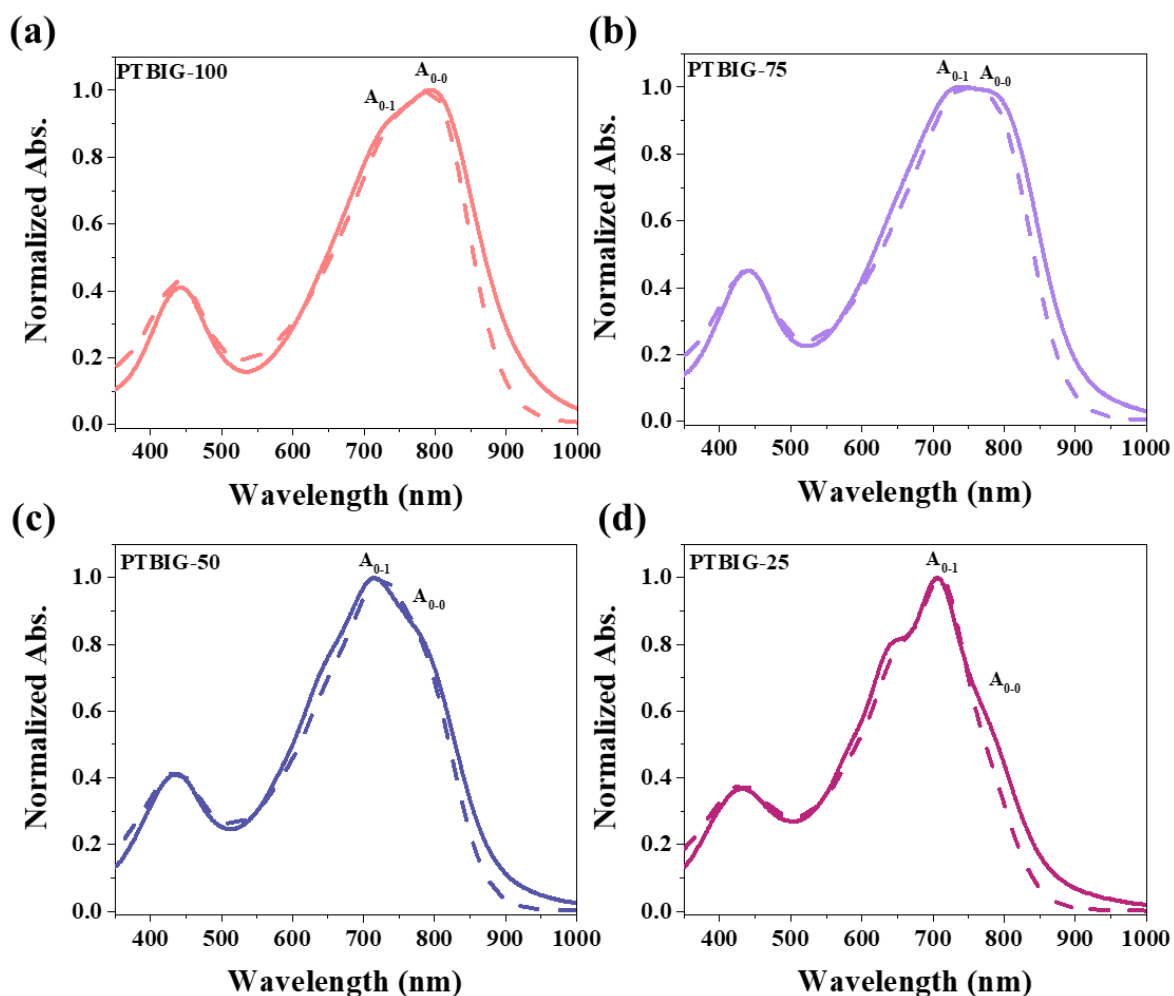 (a)
PTBIG-100
A0-1
A0-0
1.0
0.8
0.6
0.4
0.2
0.0
Normalized Abs.
400 500 600 700 800 900 1000
Wavelength (nm)
(b)
PTBIG-75
A0-1 A0-0
1.0
0.8
0.6
0.4
0.2
0.0
Normalized Abs.
400 500 600 700 800 900 1000
Wavelength (nm)
(c)
PTBIG-50
A0-1
A0-0
1.0
0.8
0.6
0.4
0.2
0.0
Normalized Abs.
400 500 600 700 800 900 1000
Wavelength (nm)
(d)
PTBIG-25
A0-1
A0-0
1.0
0.8
0.6
0.4
0.2
0.0
Normalized Abs.
400 500 600 700 800 900 1000
Wavelength (nm)